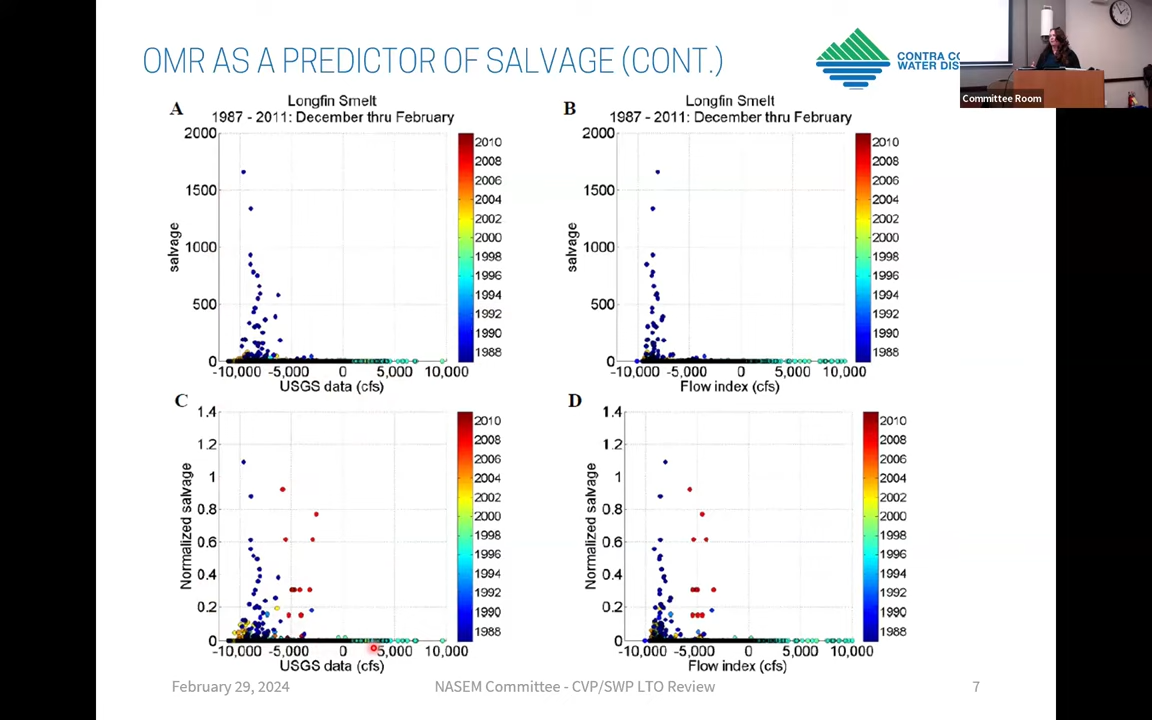 OMR AS A PREDICTOR OF SALVAGE (CONT.)
CONTRA CO
WATER DIS
Committee Room
A
Longfin Smelt
1987 - 2011: December thru February
2000
1500
1000
500
0
salvage
-10,000 -5,000 0 5,000 10,000
USGS data (cfs)
2010
2008
2006
2004
2002
2000
1998
1996
1994
1992
1990
1988
B
Longfin Smelt
1987 - 2011: December thru February
2000
1500
1000
500
0
salvage
-10,000 -5,000 0 5,000 10,000
Flow index (cfs)
2010
2008
2006
2004
2002
2000
1998
1996
1994
1992
1990
1988
C
1.4
1.2
1
0.8
0.6
0.4
0.2
0
Normalized salvage
-10,000 -5,000 0 5,000 10,000
USGS data (cfs)
2010
2008
2006
2004
2002
2000
1998
1996
1994
1992
1990
1988
D
1.4
1.2
1
0.8
0.6
0.4
0.2
0
Normalized salvage
-10,000 -5,000 0 5,000 10,000
Flow index (cfs)
2010
2008
2006
2004
2002
2000
1998
1996
1994
1992
1990
1988
February 29, 2024
NASEM Committee - CVP/SWP LTO Review
7